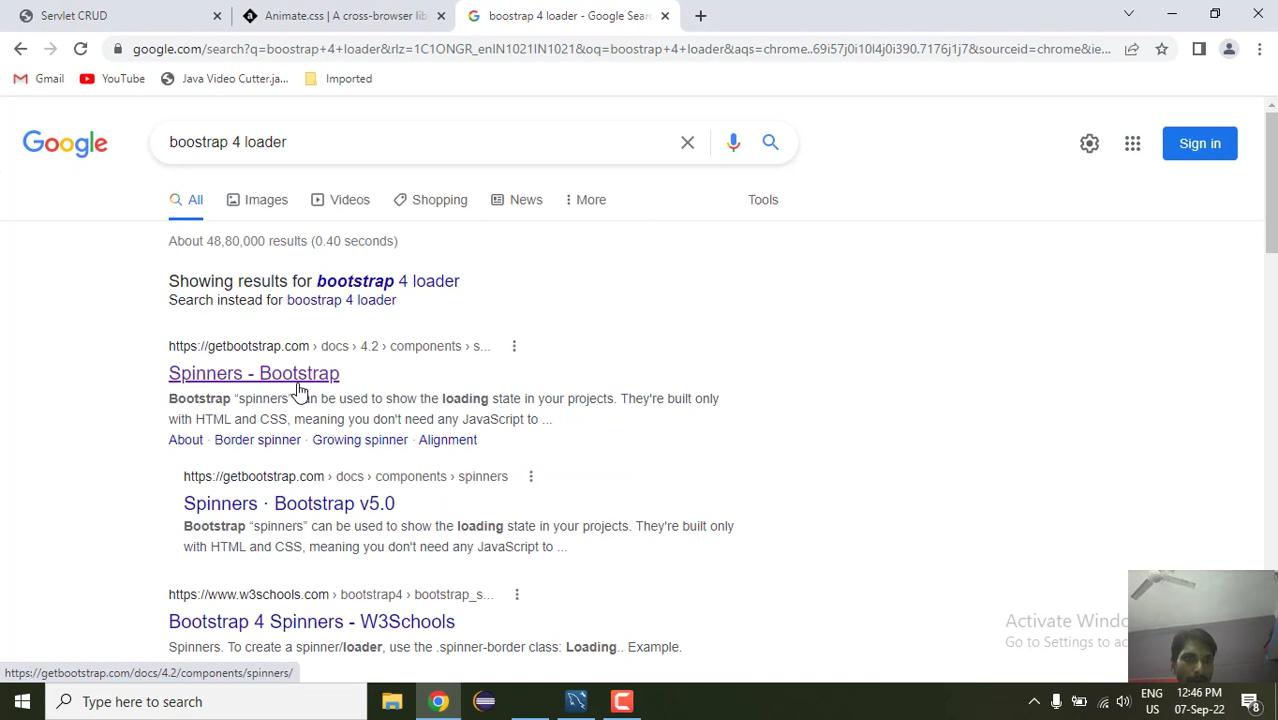 Servlet CRUD
Animate.css | A cross-browser lib
boostrap 4 loader - Google Sear
google.com/search?q=boostrap+4+loader&rlz=1C1ONGR_enIN1021IN1021&oq=boostrap+4+loader&aqs=chrome..69i57j0i10l4j0i390.7176j1j7&sourceid=chrome&ie...
Gmail
YouTube
Java Video Cutter.ja...
Imported
Google
boostrap 4 loader
Sign in
All
Images
Videos
Shopping
News
More
Tools
About 48,80,000 results (0.40 seconds)
Showing results for bootstrap 4 loader
Search instead for boostrap 4 loader
https://getbootstrap.com › docs › 4.2 › components › s...
Spinners - Bootstrap
Bootstrap “spinners” can be used to show the loading state in your projects. They're built only
with HTML and CSS, meaning you don't need any JavaScript to ...
About · Border spinner · Growing spinner · Alignment
https://getbootstrap.com › docs › components › spinners
Spinners · Bootstrap v5.0
Bootstrap “spinners” can be used to show the loading state in your projects. They're built only
with HTML and CSS, meaning you don't need any JavaScript to ...
https://www.w3schools.com › bootstrap4 › bootstrap_s...
Bootstrap 4 Spinners - W3Schools
Spinners. To create a spinner/loader, use the .spinner-border class: Loading.. Example.
Activate Windo
Go to Settings to ac
https://getbootstrap.com/docs/4.2/components/spinners/
Type here to search
ENG
US
12:46 PM
07-Sep-22
8